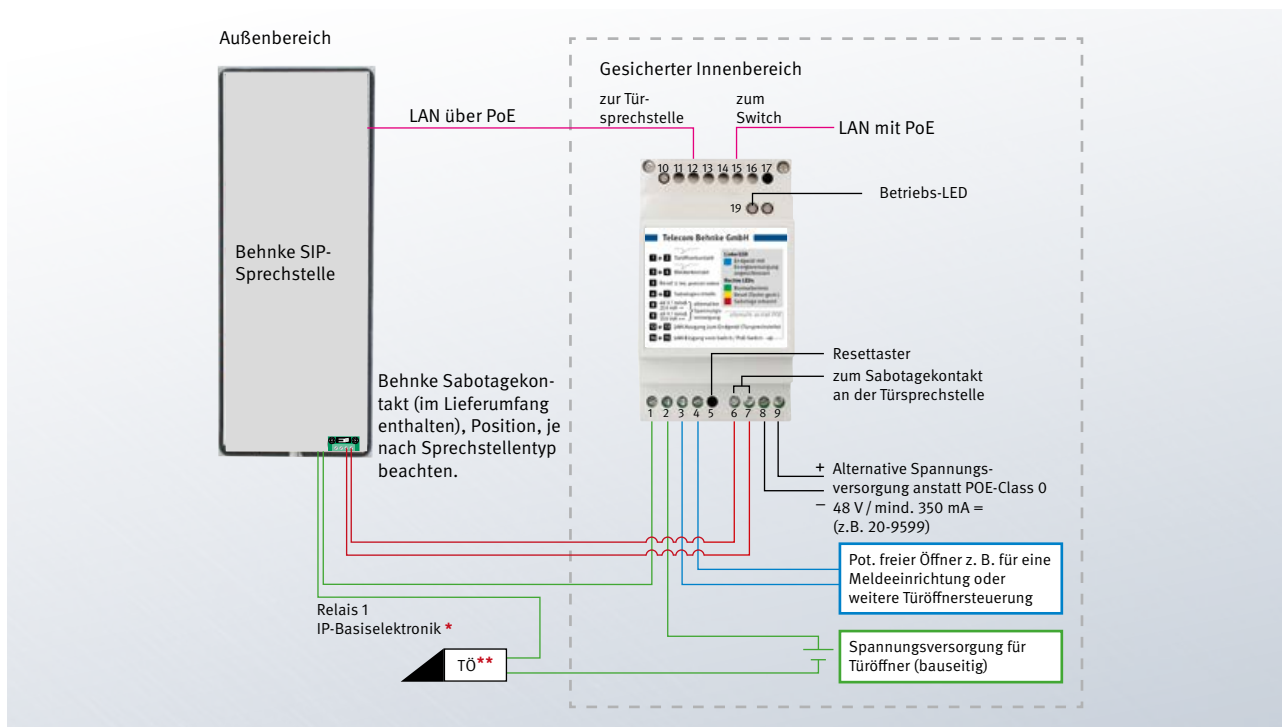 Außenbereich
Gesicherter Innenbereich
zur Tür-
sprechstelle
zum
Switch
LAN über PoE
LAN mit PoE
10 11 12 13 14 15 16 17
19
Betriebs-LED
Behnke SIP-
Sprechstelle
Telecom Behnke GmbH
Resettaster
zum Sabotagekontakt
an der Türsprechstelle
Behnke Sabotagekon-
takt (im Lieferumfang
enthalten), Position, je
nach Sprechstellentyp
beachten.
1 2 3 4 5 6 7 8 9
+ Alternative Spannungs-
versorgung anstatt POE-Class 0
– 48 V / mind. 350 mA =
(z.B. 20-9599)
Pot. freier Öffner z. B. für eine
Meldeeinrichtung oder
weitere Türöffnersteuerung
Relais 1
IP-Basiselektronik *
TÖ**
Spannungsversorgung für
Türöffner (bauseitig)